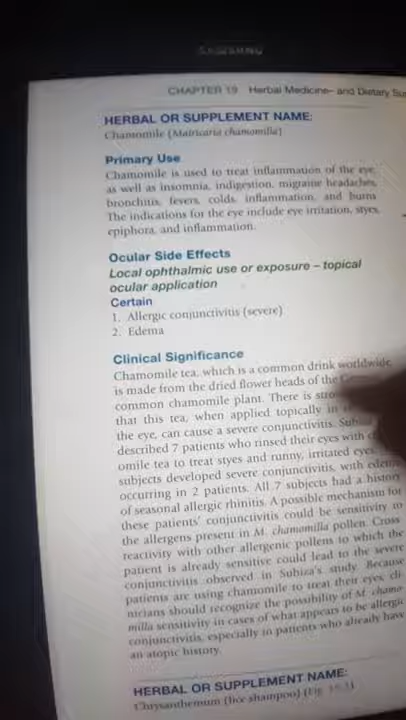 SAMSUNG
CHAPTER 19 Herbal Medicine– and Dietary Su
HERBAL OR SUPPLEMENT NAME:
Chamomile (Matricaria chamomilla)
Primary Use
Chamomile is used to treat inflammation of the eye,
as well as insomnia, indigestion, migraine headaches,
bronchitis, fevers, colds, inflammation, and burns.
The indications for the eye include eye irritation, styes,
epiphora, and inflammation.
Ocular Side Effects
Local ophthalmic use or exposure – topical
ocular application
Certain
1. Allergic conjunctivitis (severe)
2. Edema
Clinical Significance
Chamomile tea, which is a common drink worldwide
is made from the dried flower heads of the
common chamomile plant. There is
that this tea, when applied topically in
the eye, can cause a severe conjunctivitis.
described 7 patients who rinsed their eyes with
omile tea to treat styes and runny, irritated eyes
subjects developed severe conjunctivitis, with edema
occurring in 2 patients. All 7 subjects had a history
of seasonal allergic rhinitis. A possible mechanism for
these patients' conjunctivitis could be sensitivity to
the allergens present in M. chamomilla pollen. Cross-
reactivity with other allergenic pollens to which the
patient is already sensitive could lead to the severe
conjunctivitis observed in Subiza's study. Because
patients are using chamomile to treat their eyes, cli-
nicians should recognize the possibility of M. chamo-
milla sensitivity in cases of what appears to be allergic
conjunctivitis, especially in patients who already have
an atopic history.
HERBAL OR SUPPLEMENT NAME:
Chrysanthemum (lice shampoo) (Fig.